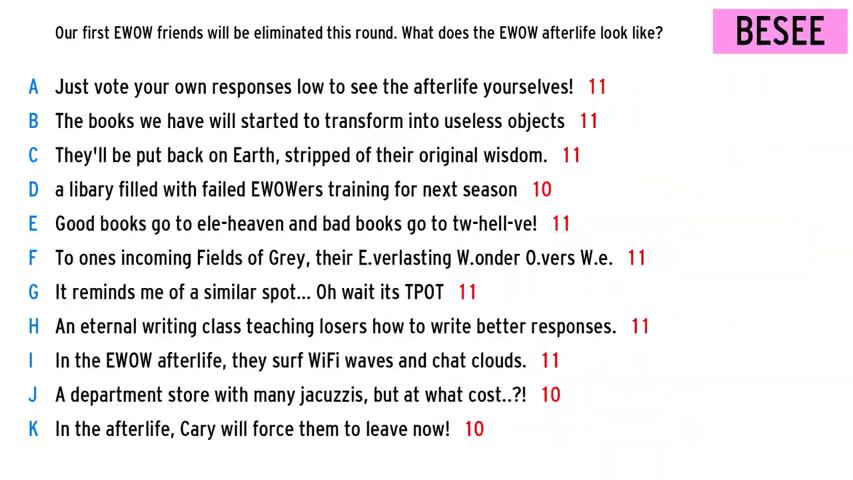 Our first EWOW friends will be eliminated this round. What does the EWOW afterlife look like?
BESEE
A Just vote your own responses low to see the afterlife yourselves! 11
B The books we have will started to transform into useless objects 11
C They'll be put back on Earth, stripped of their original wisdom. 11
D a libary filled with failed EWOWers training for next season 10
E Good books go to ele-heaven and bad books go to tw-hell-ve! 11
F To ones incoming Fields of Grey, their E.verlasting W.onder O.vers W.e. 11
G It reminds me of a similar spot... Oh wait its TPOT 11
H An eternal writing class teaching losers how to write better responses. 11
I In the EWOW afterlife, they surf WiFi waves and chat clouds. 11
J A department store with many jacuzzis, but at what cost..?! 10
K In the afterlife, Cary will force them to leave now! 10